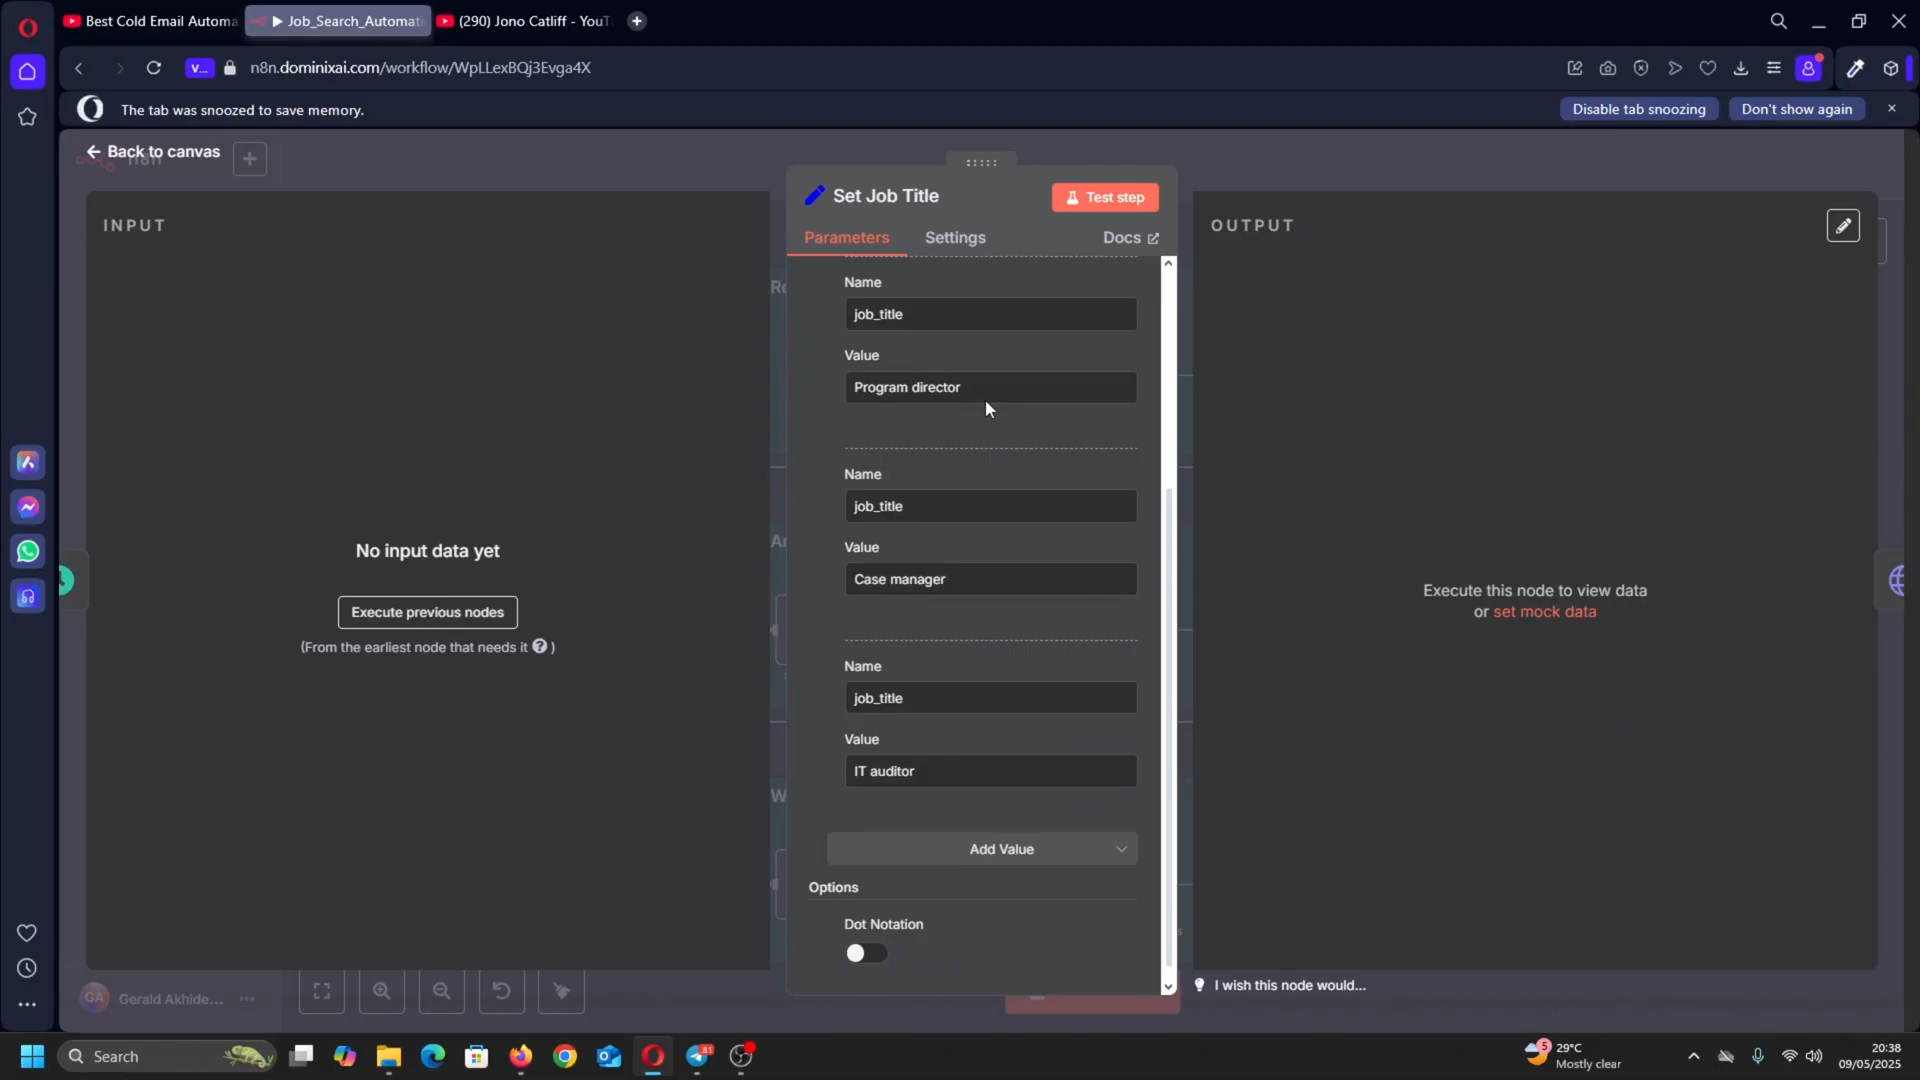 Best Cold Email Automa
Job_Search_Automati
(290) Jono Catliff - YouT
V...
n8n.dominixai.com/workflow/WpLLexBQj3Evga4X
The tab was snoozed to save memory.
Disable tab snoozing
Don't show again
Back to canvas
n8n
INPUT
No input data yet
Execute previous nodes
(From the earliest node that needs it ? )
Set Job Title
Test step
Parameters
Settings
Docs
Name
job_title
Value
Program director
Name
job_title
Value
Case manager
Name
job_title
Value
IT auditor
Add Value
Options
Dot Notation
OUTPUT
Execute this node to view data
or set mock data
I wish this node would...
GA
Gerald Akhide...
Search
81
5
29°C
Mostly clear
20:38
09/05/2025